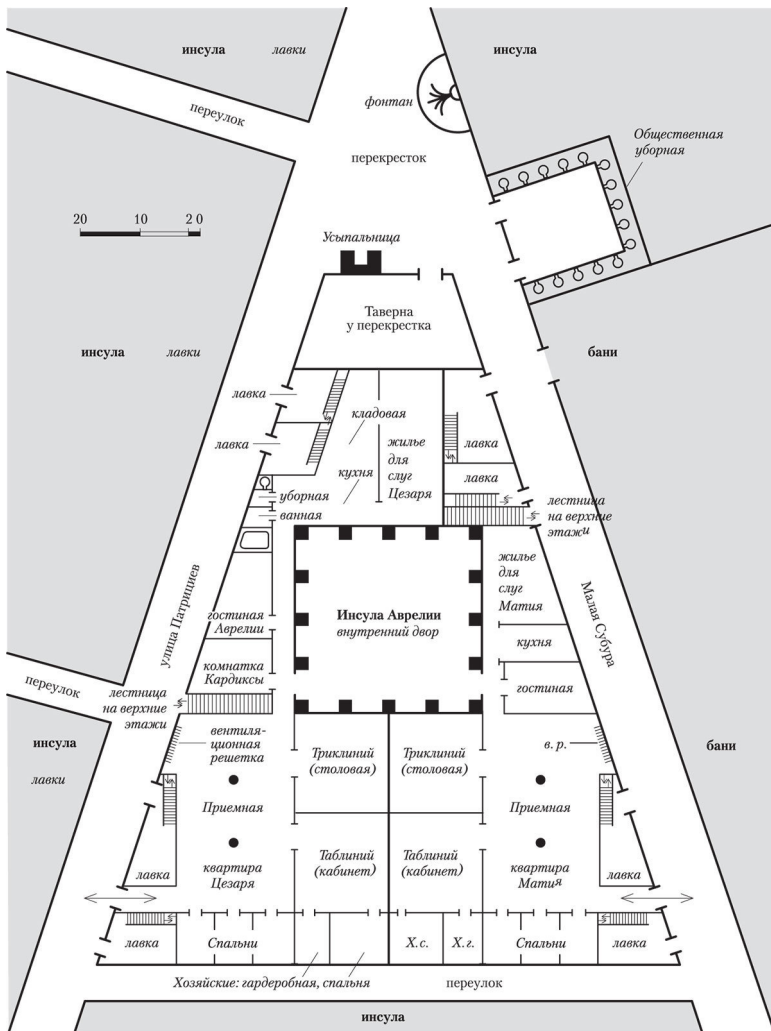 инсула лавки
инсула
фонтан
переулок
Общественная
уборная
перекресток
20 10 2 0
Усыпальница
Таверна
у перекрестка
инсула лавки
бани
лавка
кладовая
лавка
жилье
для
слуг
Цезаря
лавка
кухня
лавка
уборная
лестница
на верхние
этажи
ванная
жилье
для
слуг
Матия
улица Патрициев
Малая Субура
Инсула Аврелии
внутренний двор
гостиная
Аврелии
кухня
комнатка
Кардиксы
гостиная
переулок
лестница
на верхние
этажи
инсула
лавки
вентиля-
ционная
решетка
в. р.
бани
Триклиний
(столовая)
Триклиний
(столовая)
Приемная
Приемная
Таблиний
(кабинет)
Таблиний
(кабинет)
квартира
Цезаря
квартира
Матия
лавка
лавка
лавка
Спальни
Х.с.
Х.г.
Спальни
лавка
Хозяйские: гардеробная, спальня
переулок
инсула